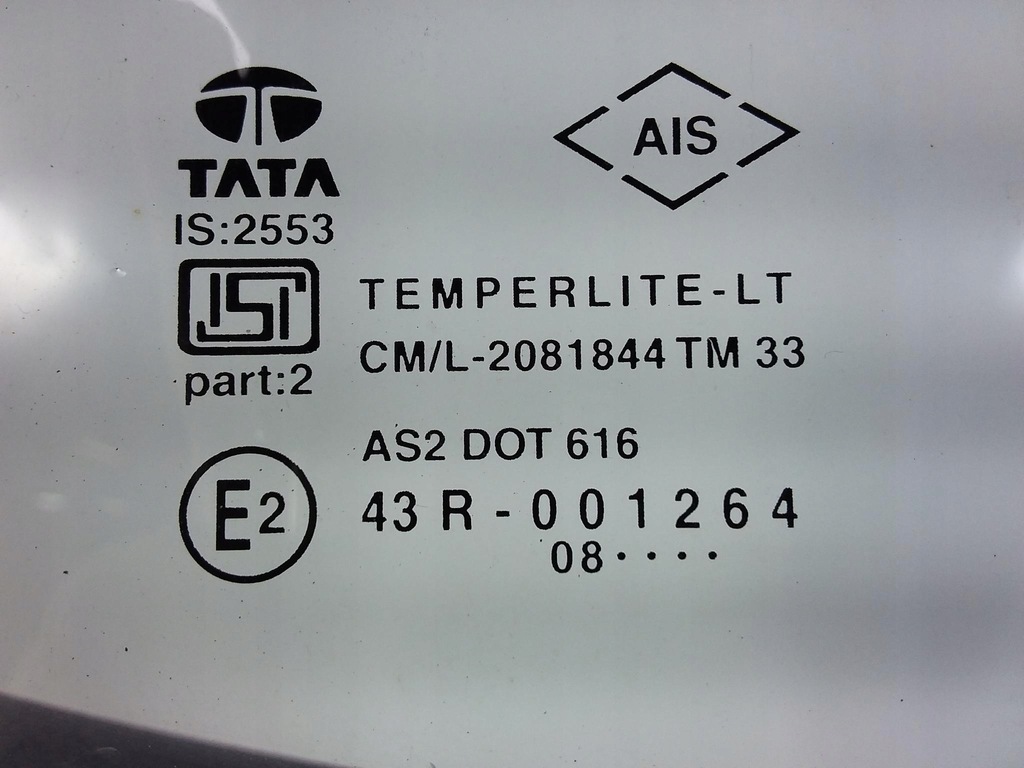 TATA
AIS
IS:2553
ISI
TEMPERLITE-LT
CM/L-2081844 TM 33
part:2
AS2 DOT 616
E2
43 R - 001264
08····